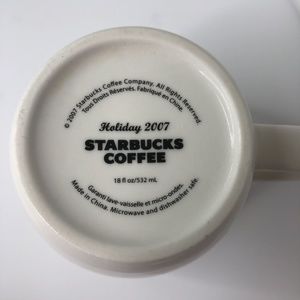 © 2007 Starbucks Coffee Company. All Rights Reserved.
Tous Droits Réservés. Fabriqué en Chine.
Holiday 2007
STARBUCKS
COFFEE
18 fl oz/532 mL
Garanti lave-vaisselle et micro-ondes.
Made in China. Microwave and dishwasher safe.